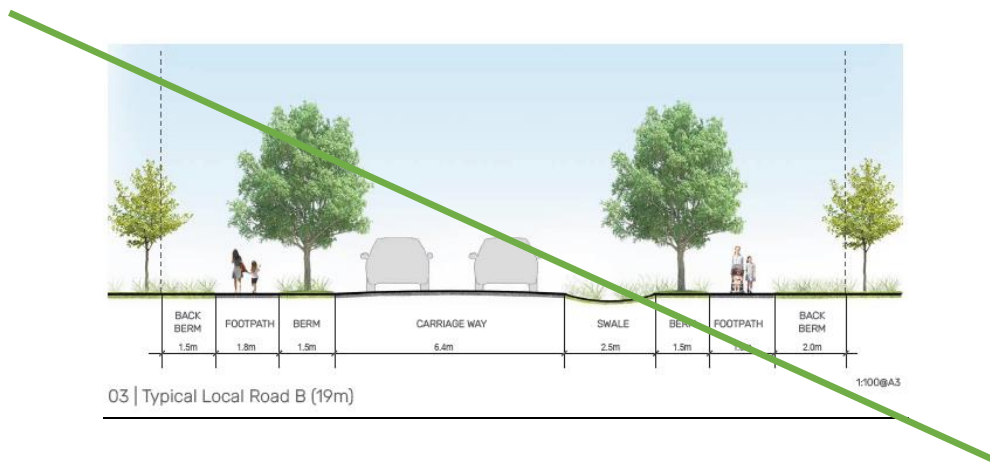 BACK
BERM
1.5m
FOOTPATH
1.8m
BERM
1.5m
CARRIAGE WAY
6.4m
SWALE
2.5m
BERM
1.5m
FOOTPATH
BACK
BERM
2.0m
1:100@A3
03 | Typical Local Road B (19m)